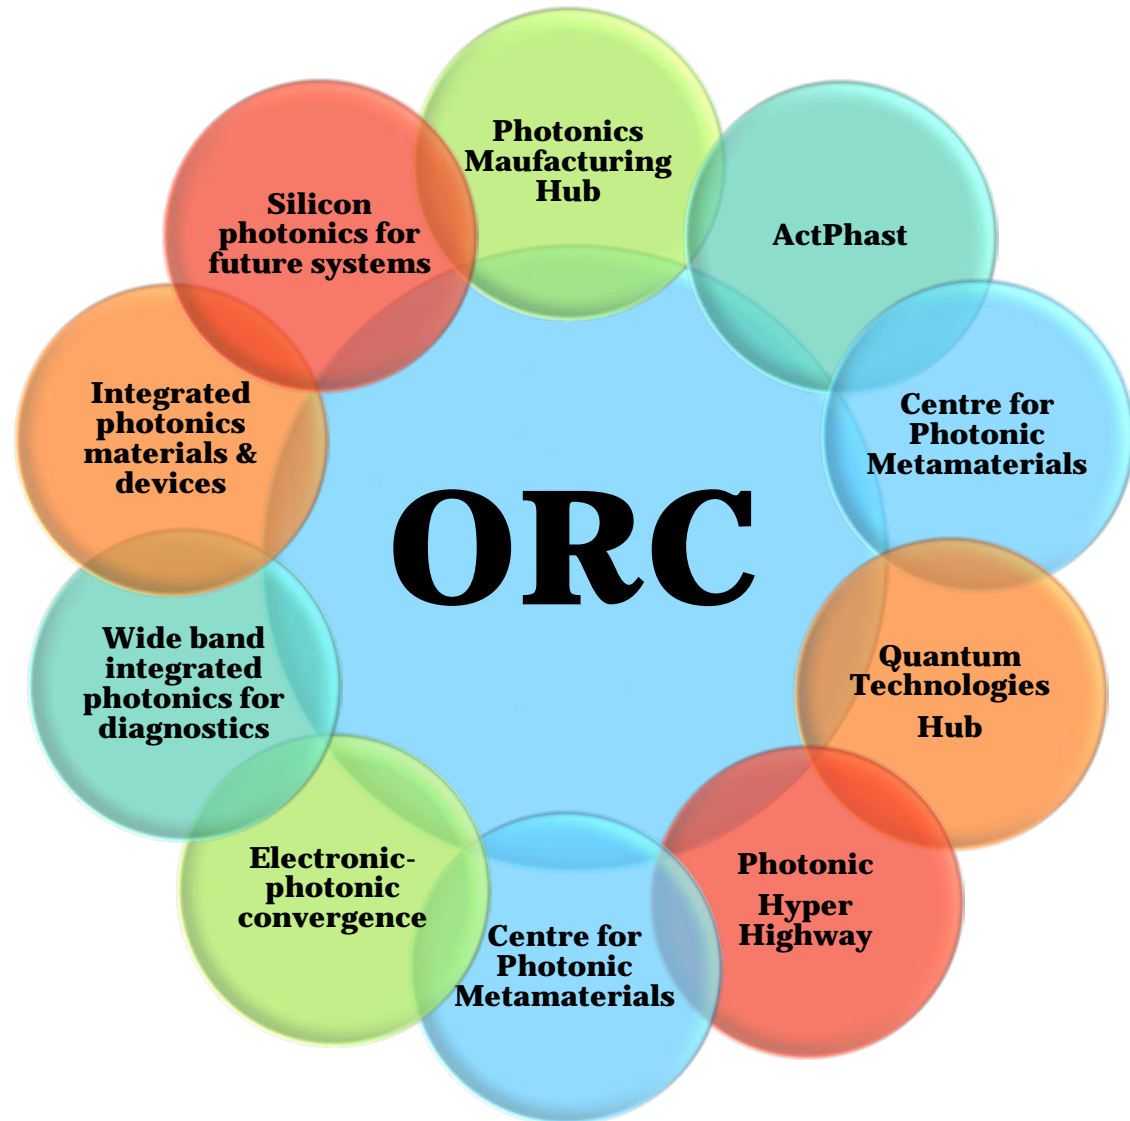 Photonics
Maufacturing
Hub
ActPhast
Centre for
Photonic
Metamaterials
Quantum
Technologies
Hub
Photonic
Hyper
Highway
Centre for
Photonic
Metamaterials
Electronic-
photonic
convergence
Wide band
integrated
photonics for
diagnostics
Integrated
photonics
materials &
devices
Silicon
photonics for
future systems
ORC